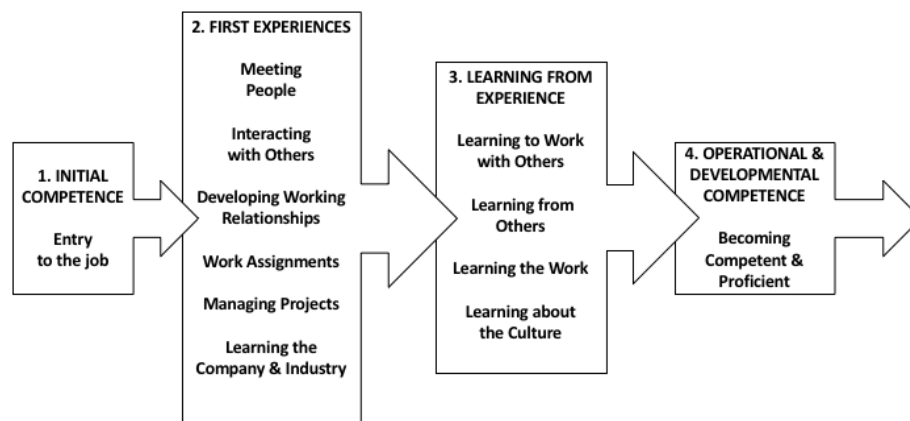 1. INITIAL
COMPETENCE
Entry
to the job
2. FIRST EXPERIENCES
Meeting
People
Interacting
with Others
Developing Working
Relationships
Work Assignments
Managing Projects
Learning the
Company & Industry
3. LEARNING FROM
EXPERIENCE
Learning to Work
with Others
Learning from
Others
Learning the Work
Learning about
the Culture
4. OPERATIONAL &
DEVELOPMENTAL
COMPETENCE
Becoming
Competent &
Proficient